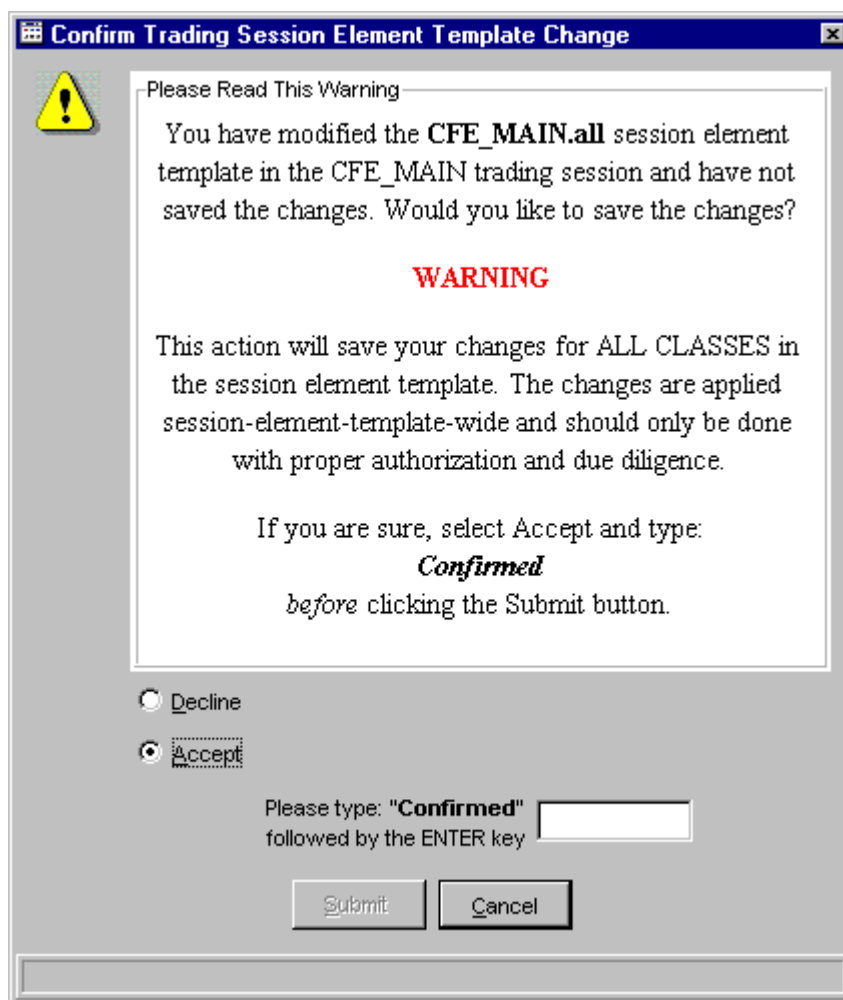 Confirm Trading Session Element Template Change
Please Read This Warning
You have modified the CFE_MAIN.all session element
template in the CFE_MAIN trading session and have not
saved the changes. Would you like to save the changes?
WARNING
This action will save your changes for ALL CLASSES in
the session element template. The changes are applied
session-element-template-wide and should only be done
with proper authorization and due diligence.
If you are sure, select Accept and type:
Confirmed
before clicking the Submit button.
Decline
Accept
Please type: "Confirmed"
followed by the ENTER key
Submit
Cancel